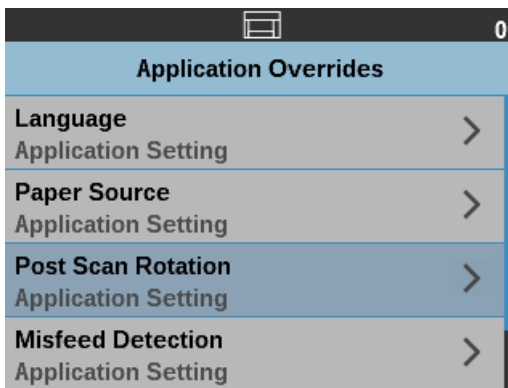 0
Application Overrides
Language
Application Setting
Paper Source
Application Setting
Post Scan Rotation
Application Setting
Misfeed Detection
Application Setting